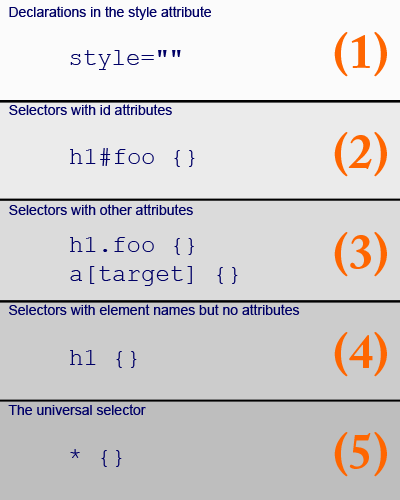 Declarations in the style attribute
style=""
(1)
Selectors with id attributes
h1#foo {}
(2)
Selectors with other attributes
h1.foo {}
a[target] {}
(3)
Selectors with element names but no attributes
h1 {}
(4)
The universal selector
* {}
(5)